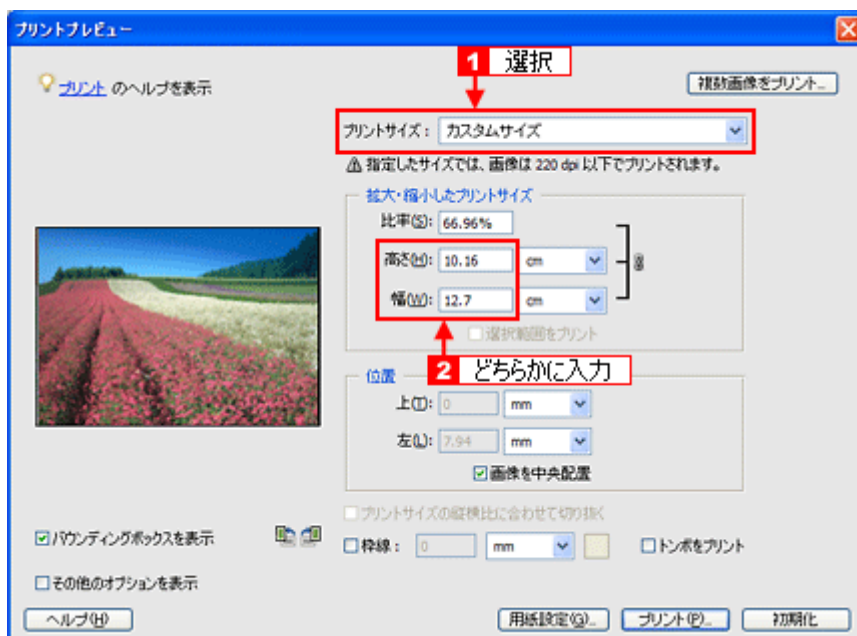 プリントプレビュー
1 選択
プリント のヘルプを表示
複数画像をプリント...
プリントサイズ： カスタムサイズ
指定したサイズでは、画像は 220 dpi 以下でプリントされます。
拡大・縮小したプリントサイズ
比率(S): 66.96%
高さ(H): 10.16 cm
幅(W): 12.7 cm
選択範囲をプリント
2 どちらかに入力
位置
上(T): 0 mm
左(L): 7.94 mm
画像を中央配置
プリントサイズの縦横比に合わせて切り抜く
バウンディングボックスを表示
枠線： 0 mm
トンボをプリント
その他のオプションを表示
ヘルプ(H)
用紙設定(G)...
プリント(P)...
初期化